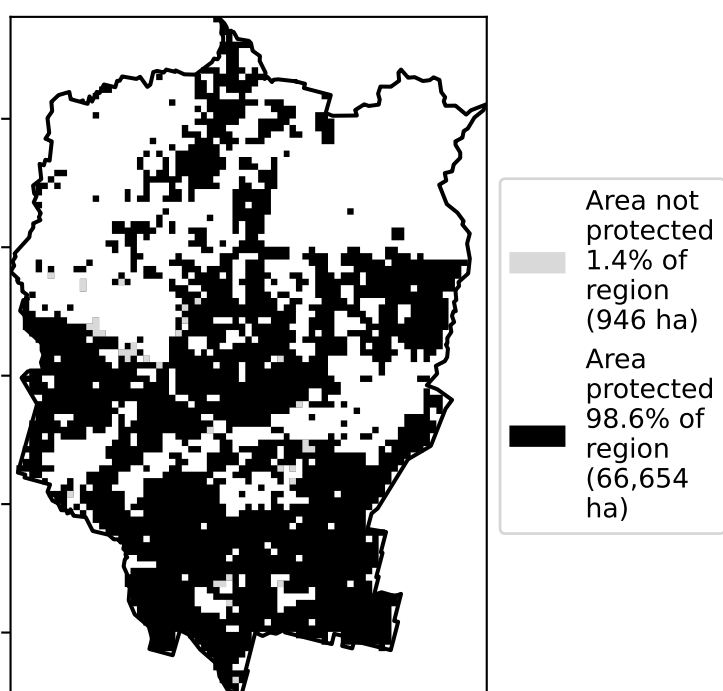 Area not
protected
1.4% of
region
(946 ha)
Area
protected
98.6% of
region
(66,654
ha)